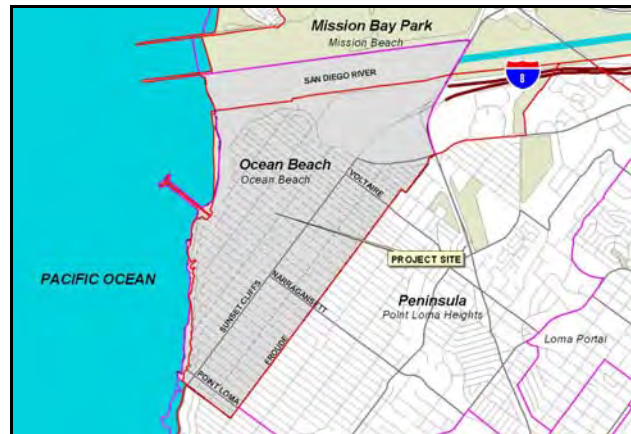 Mission Bay Park
Mission Beach
SAN DIEGO RIVER
8
Ocean Beach
Ocean Beach
VOLTAIRE
PROJECT SITE
PACIFIC OCEAN
SUNSET CLIFFS
NARRAGANSETT
Peninsula
Point Loma Heights
FROUDE
Loma Portal
POINT LOMA